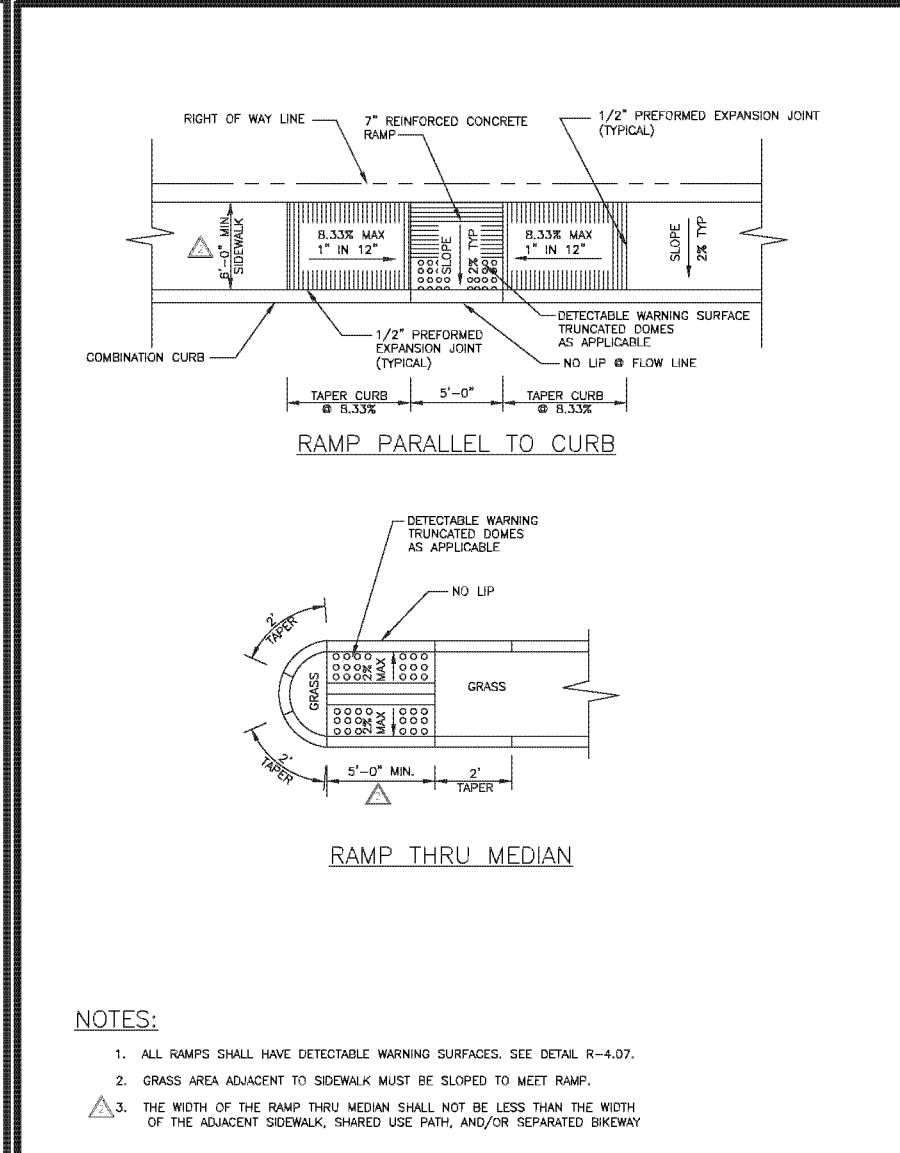 RIGHT OF WAY LINE
7" REINFORCED CONCRETE
RAMP
1/2" PREFORMED EXPANSION JOINT
(TYPICAL)
2
6'-0" MIN
SIDEWALK
8.33% MAX
1" IN 12"
SLOPE
2% TYP
8.33% MAX
1" IN 12"
SLOPE
2% TYP
COMBINATION CURB
1/2" PREFORMED
EXPANSION JOINT
(TYPICAL)
DETECTABLE WARNING SURFACE
TRUNCATED DOMES
AS APPLICABLE
NO LIP @ FLOW LINE
TAPER CURB
@ 8.33%
5'-0"
TAPER CURB
@ 8.33%
RAMP PARALLEL TO CURB
DETECTABLE WARNING
TRUNCATED DOMES
AS APPLICABLE
NO LIP
2'
TAPER
GRASS
2%
MAX
2%
MAX
GRASS
2'
TAPER
5'-0" MIN.
2
2'
TAPER
RAMP THRU MEDIAN
NOTES:
1. ALL RAMPS SHALL HAVE DETECTABLE WARNING SURFACES. SEE DETAIL R-4.07.
2. GRASS AREA ADJACENT TO SIDEWALK MUST BE SLOPED TO MEET RAMP.
2 3. THE WIDTH OF THE RAMP THRU MEDIAN SHALL NOT BE LESS THAN THE WIDTH
OF THE ADJACENT SIDEWALK, SHARED USE PATH, AND/OR SEPARATED BIKEWAY